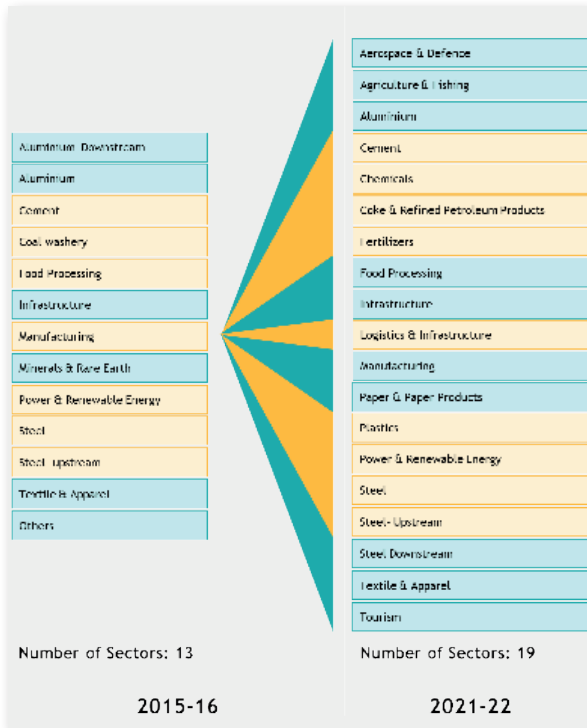 Aluminium Downstream
Aluminium
Cement
Coal washery
Food Processing
Infrastructure
Manufacturing
Minerals & Rare Earth
Power & Renewable Energy
Steel
Steel- upstream
Textile & Apparel
Others
Number of Sectors: 13
2015-16
Aerospace & Defence
Agriculture & Fishing
Aluminium
Cement
Chemicals
Coke & Refined Petroleum Products
Fertilizers
Food Processing
Infrastructure
Logistics & Infrastructure
Manufacturing
Paper & Paper Products
Plastics
Power & Renewable Energy
Steel
Steel- Upstream
Steel Downstream
Textile & Apparel
Tourism
Number of Sectors: 19
2021-22